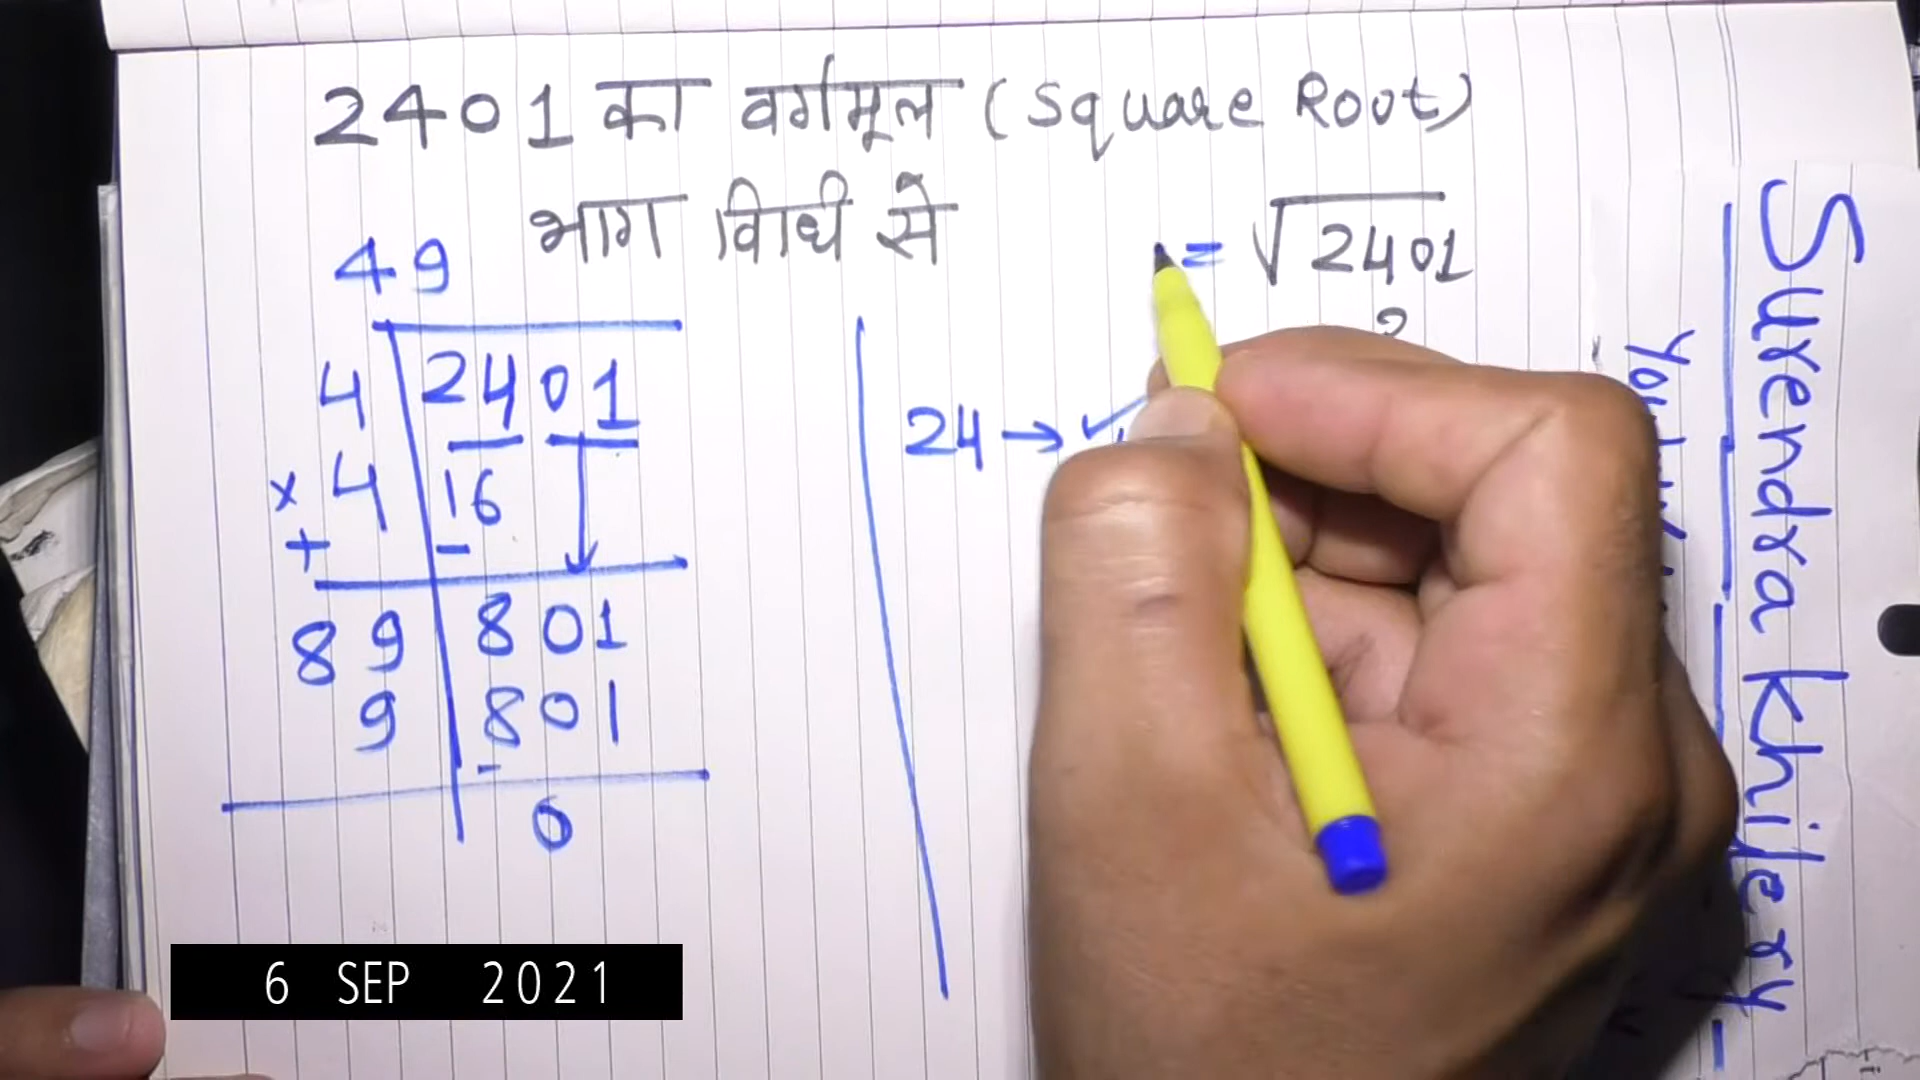 2401 का वर्गमूल (Square Root)
भाग विधि से
= √2401
49
4 2401
× 4 16
+ -
89 801
9 801
-
0
24 → ✓
Surendra Khilery
6 SEP 2021